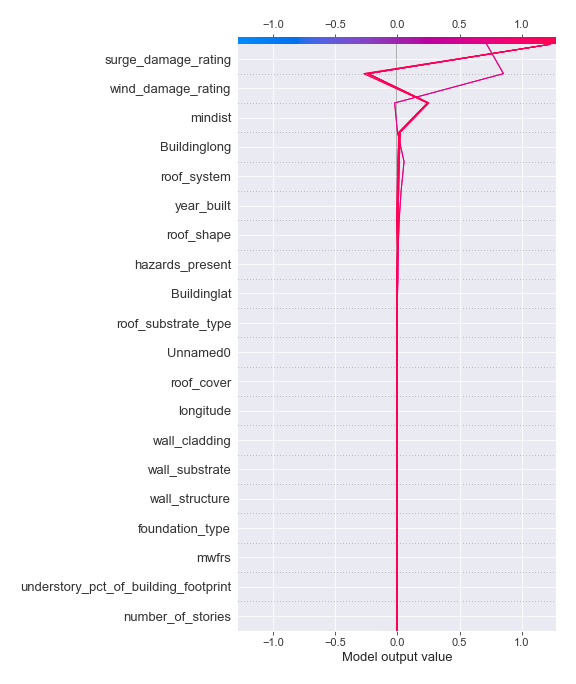 −1.0 −0.5 0.0 0.5 1.0
surge_damage_rating
wind_damage_rating
mindist
Buildinglong
roof_system
year_built
roof_shape
hazards_present
Buildinglat
roof_substrate_type
Unnamed0
roof_cover
longitude
wall_cladding
wall_substrate
wall_structure
foundation_type
mwfrs
understory_pct_of_building_footprint
number_of_stories
−1.0 −0.5 0.0 0.5 1.0
Model output value